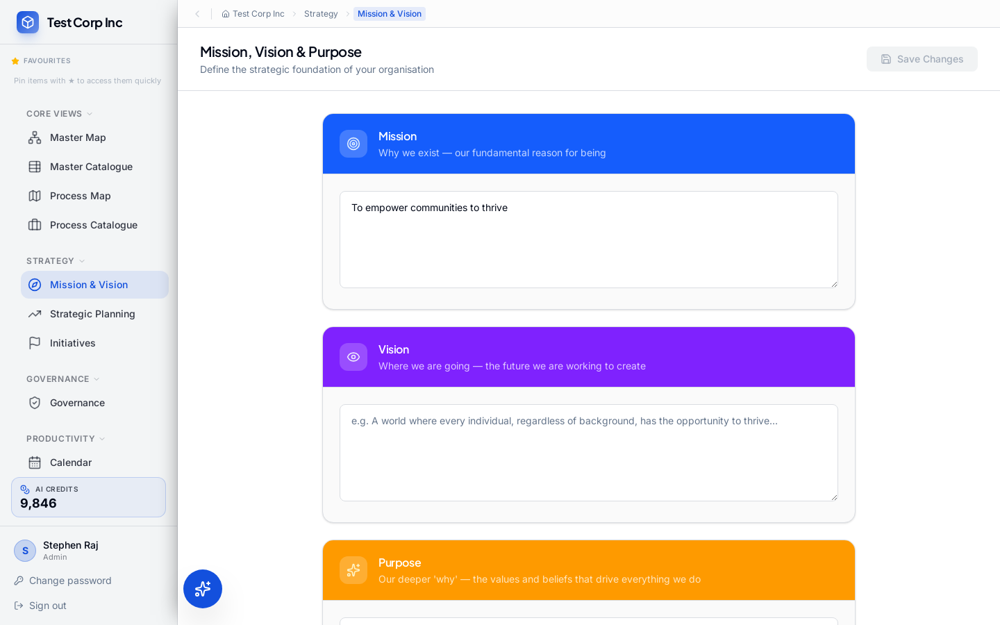 Test Corp Inc
FAVOURITES
Pin items with ★ to access them quickly
CORE VIEWS
Master Map
Master Catalogue
Process Map
Process Catalogue
STRATEGY
Mission & Vision
Strategic Planning
Initiatives
GOVERNANCE
Governance
PRODUCTIVITY
Calendar
AI CREDITS
9,846
S
Stephen Raj
Admin
Change password
Sign out
Test Corp Inc
Strategy
Mission & Vision
Mission, Vision & Purpose
Define the strategic foundation of your organisation
Save Changes
Mission
Why we exist — our fundamental reason for being
To empower communities to thrive
Vision
Where we are going — the future we are working to create
e.g. A world where every individual, regardless of background, has the opportunity to thrive...
Purpose
Our deeper 'why' — the values and beliefs that drive everything we do